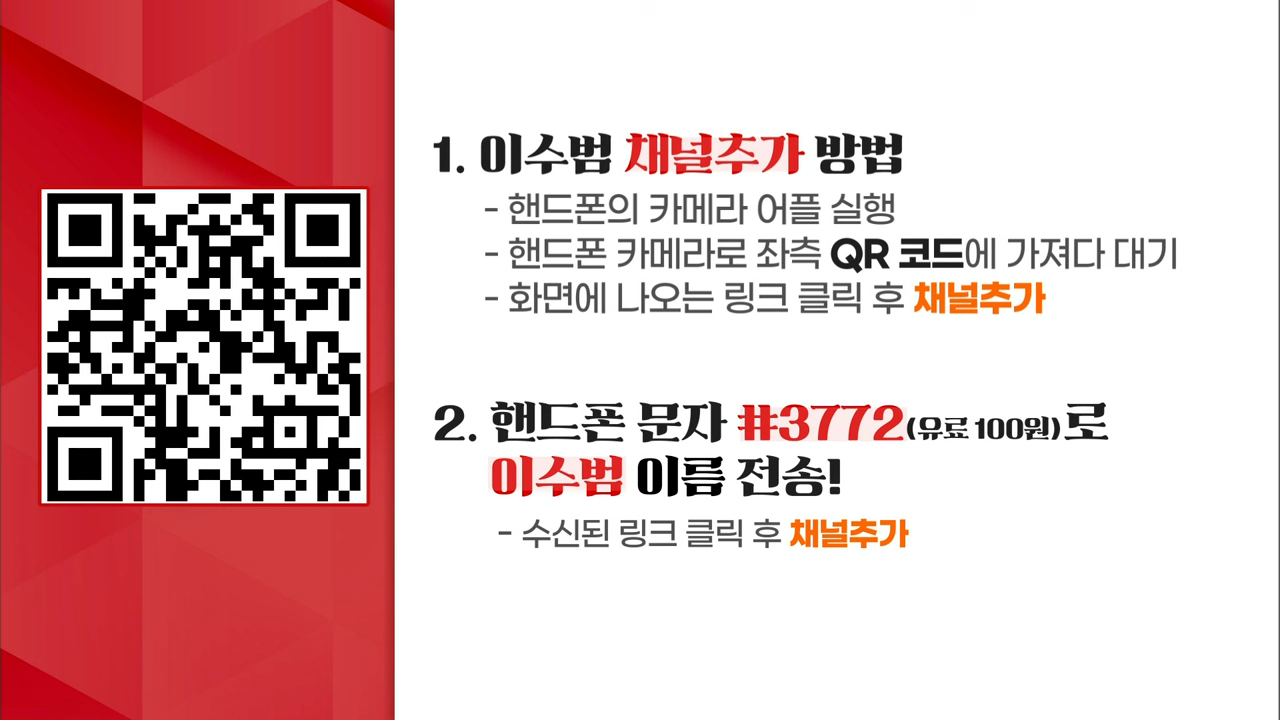 1. 이수범 채널추가 방법
- 핸드폰의 카메라 어플 실행
- 핸드폰 카메라로 좌측 QR 코드에 가져다 대기
- 화면에 나오는 링크 클릭 후 채널추가
2. 핸드폰 문자 #3772(유료 100원)로
이수범 이름 전송!
- 수신된 링크 클릭 후 채널추가